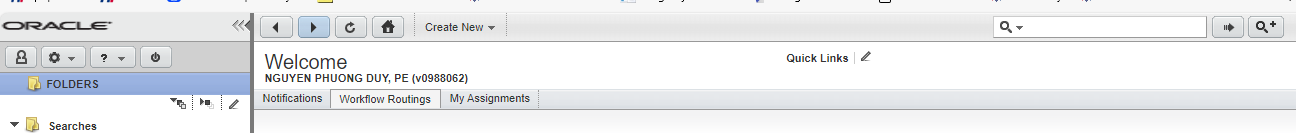 ORACLE
Create New
Welcome
Quick Links
NGUYEN PHUONG DUY, PE (v0988062)
FOLDERS
Notifications
Workflow Routings
My Assignments
Searches